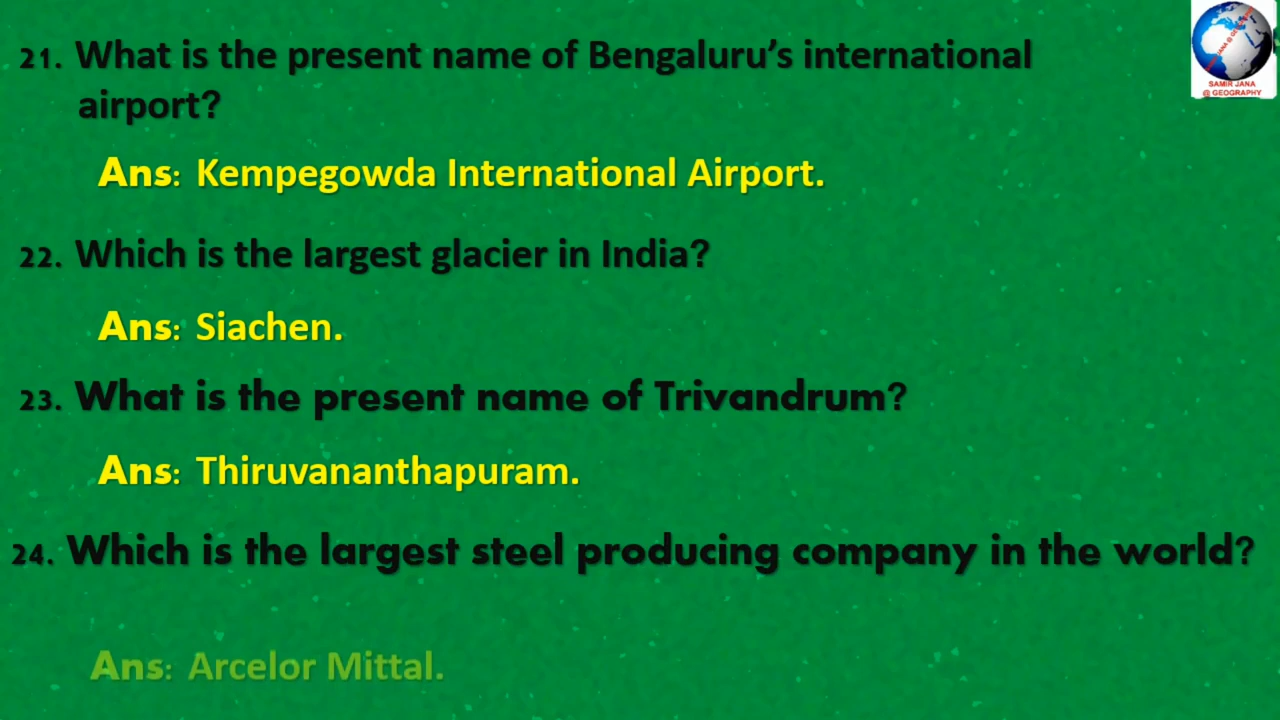 21. What is the present name of Bengaluru’s international
airport?
Ans: Kempegowda International Airport.
22. Which is the largest glacier in India?
Ans: Siachen.
23. What is the present name of Trivandrum?
Ans: Thiruvananthapuram.
24. Which is the largest steel producing company in the world?
Ans: Arcelor Mittal.
SAMIR JANA
@ GEOGRAPHY